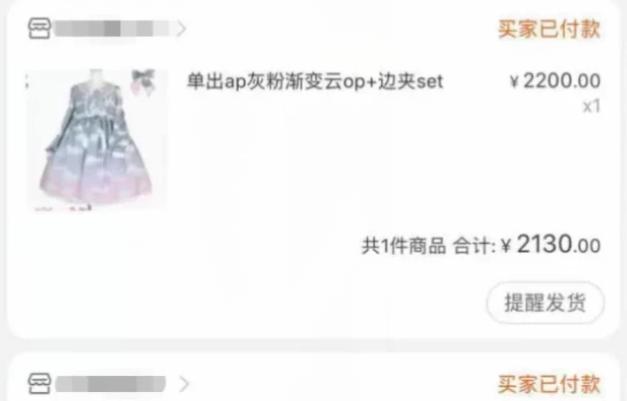 买家已付款
单出ap灰粉渐变云op+边夹set
¥2200.00
x1
共1件商品 合计:¥2130.00
提醒发货
买家已付款